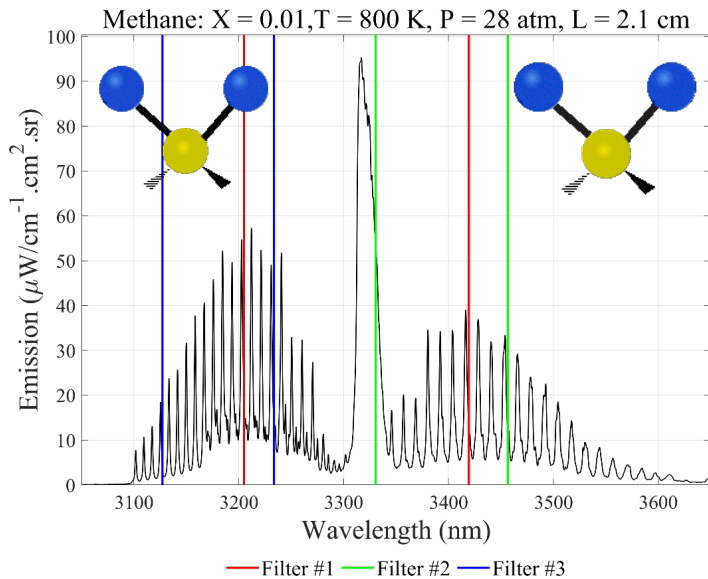 Methane: X = 0.01,T = 800 K, P = 28 atm, L = 2.1 cm
Emission (μW/cm⁻¹.cm².sr)
100
90
80
70
60
50
40
30
20
10
0
3100
3200
3300
3400
3500
3600
Wavelength (nm)
Filter #1
Filter #2
Filter #3